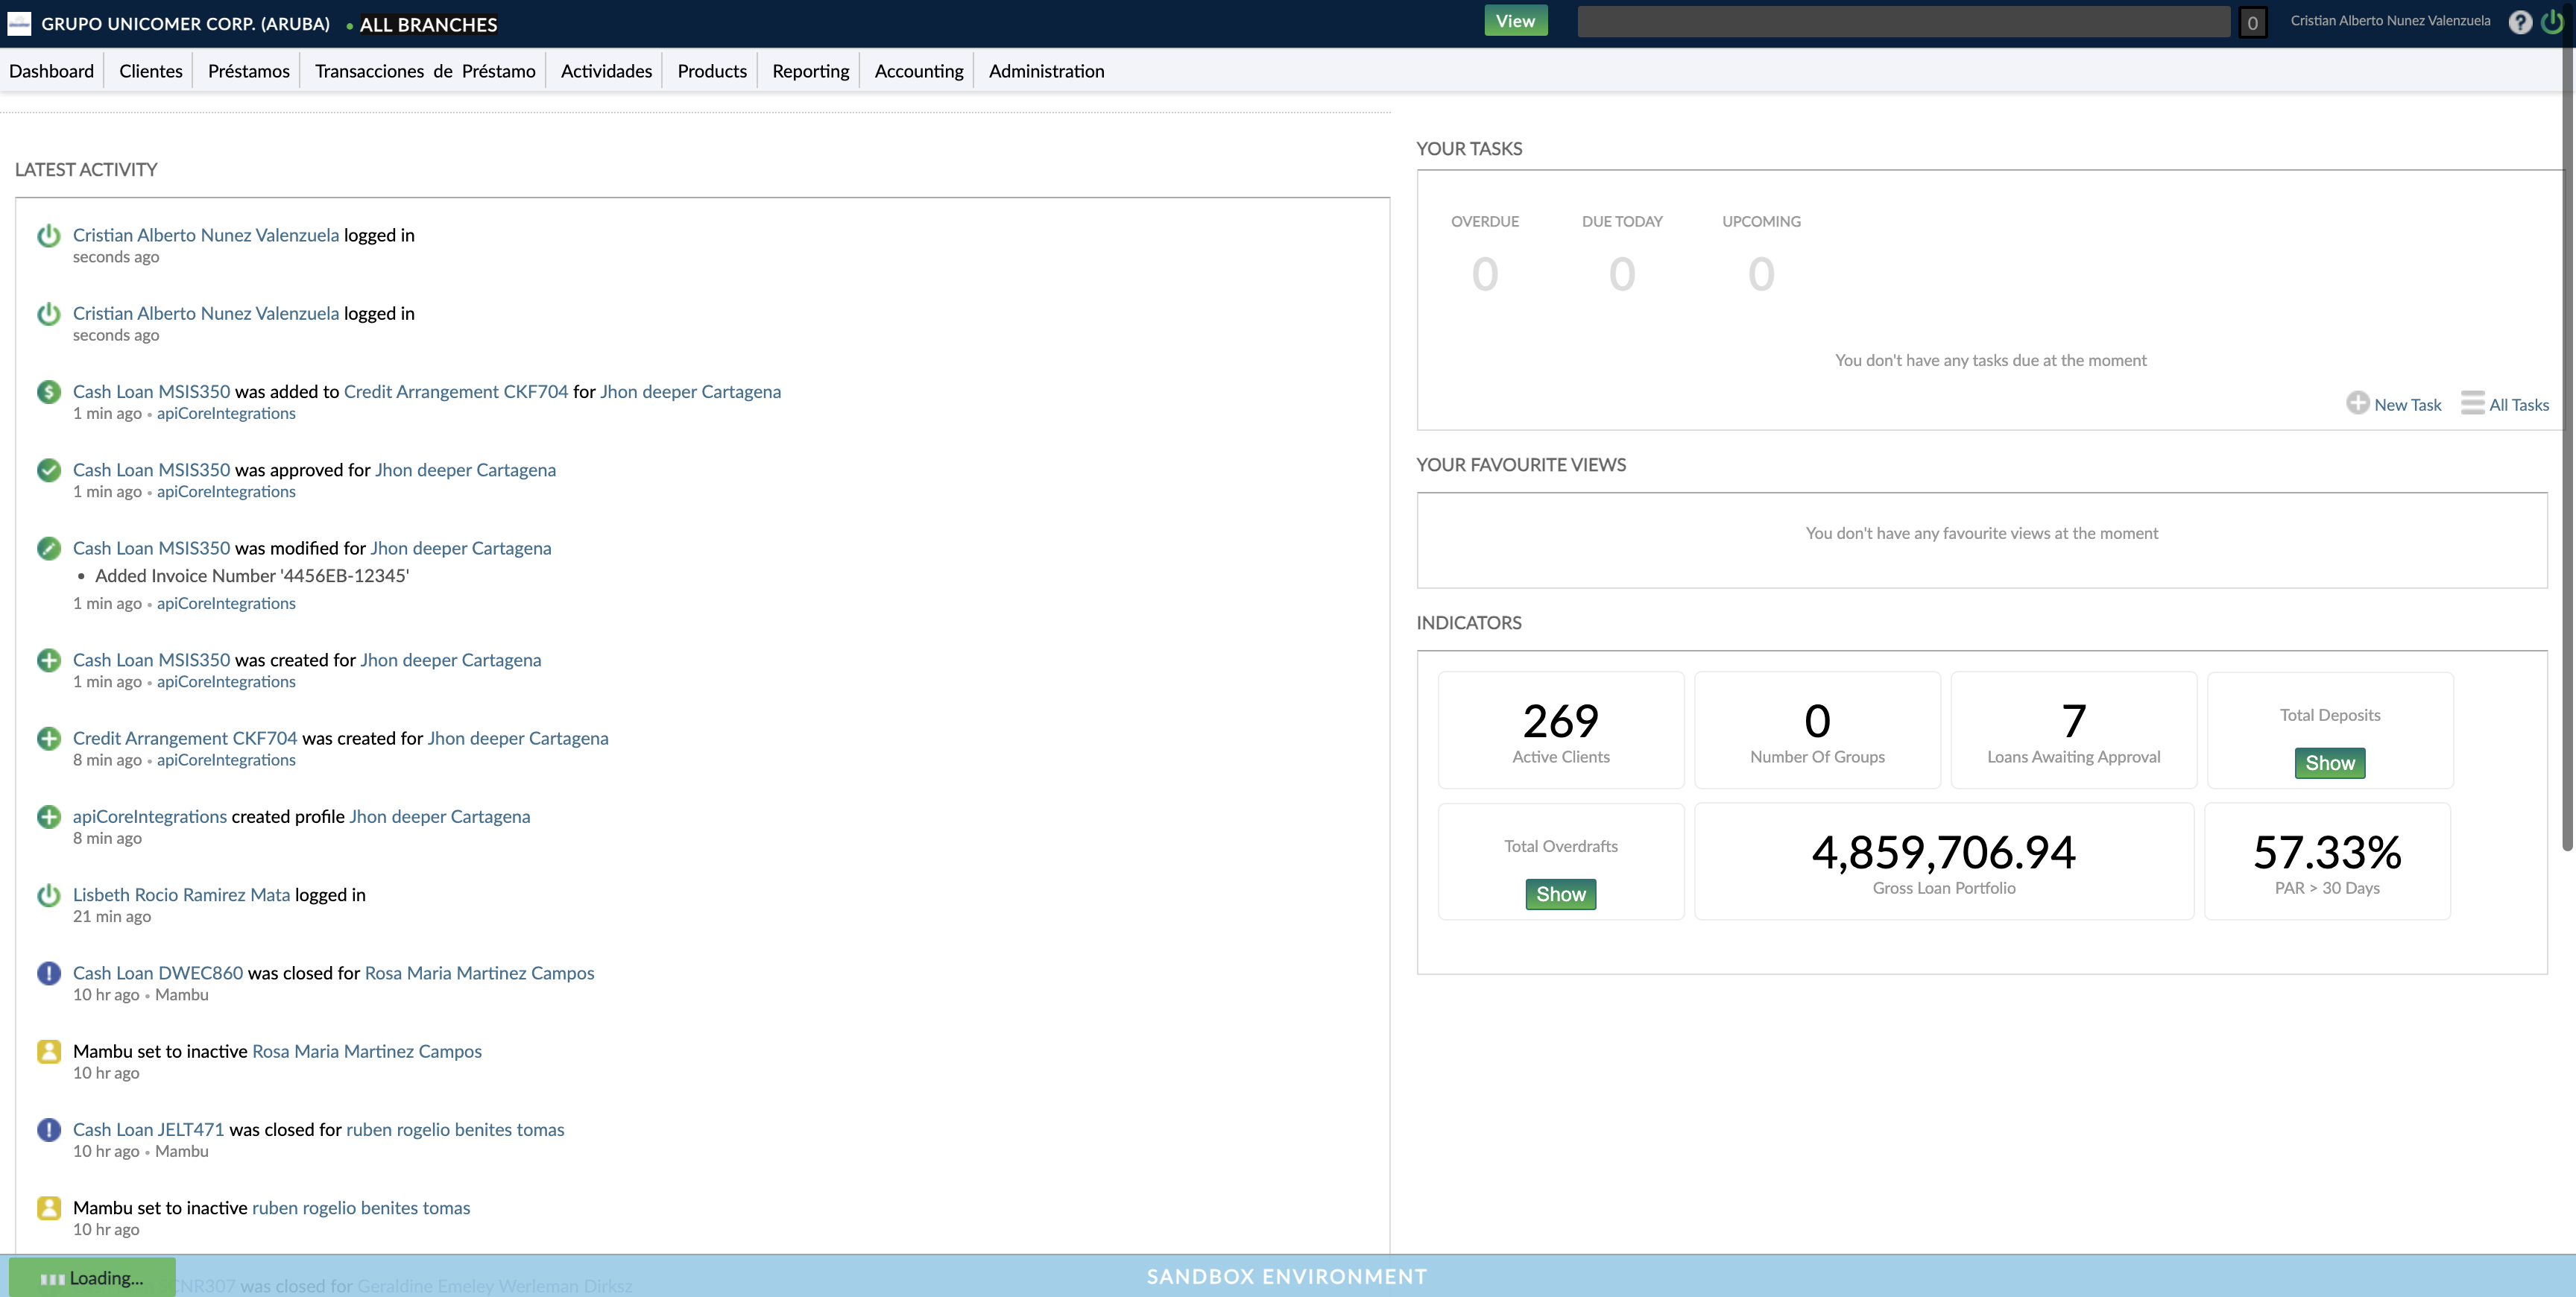 GRUPO UNICOMER CORP. (ARUBA) • ALL BRANCHES
View
0
Cristian Alberto Nunez Valenzuela
?
Dashboard Clientes Préstamos Transacciones de Préstamo Actividades Products Reporting Accounting Administration
LATEST ACTIVITY
Cristian Alberto Nunez Valenzuela logged in
seconds ago
Cristian Alberto Nunez Valenzuela logged in
seconds ago
Cash Loan MSIS350 was added to Credit Arrangement CKF704 for Jhon deeper Cartagena
1 min ago • apiCoreIntegrations
Cash Loan MSIS350 was approved for Jhon deeper Cartagena
1 min ago • apiCoreIntegrations
Cash Loan MSIS350 was modified for Jhon deeper Cartagena
• Added Invoice Number '4456EB-12345'
1 min ago • apiCoreIntegrations
Cash Loan MSIS350 was created for Jhon deeper Cartagena
1 min ago • apiCoreIntegrations
Credit Arrangement CKF704 was created for Jhon deeper Cartagena
8 min ago • apiCoreIntegrations
apiCoreIntegrations created profile Jhon deeper Cartagena
8 min ago
Lisbeth Rocio Ramirez Mata logged in
21 min ago
Cash Loan DWEC860 was closed for Rosa Maria Martinez Campos
10 hr ago • Mambu
Mambu set to inactive Rosa Maria Martinez Campos
10 hr ago
Cash Loan JELT471 was closed for ruben rogelio benites tomas
10 hr ago • Mambu
Mambu set to inactive ruben rogelio benites tomas
10 hr ago
YOUR TASKS
OVERDUE DUE TODAY UPCOMING
0 0 0
You don't have any tasks due at the moment
New Task All Tasks
YOUR FAVOURITE VIEWS
You don't have any favourite views at the moment
INDICATORS
269
Active Clients
0
Number Of Groups
7
Loans Awaiting Approval
Total Deposits
Show
Total Overdrafts
Show
4,859,706.94
Gross Loan Portfolio
57.33%
PAR > 30 Days
Loading...
was closed for Geraldine Emeley Werleman Dirksz
SANDBOX ENVIRONMENT